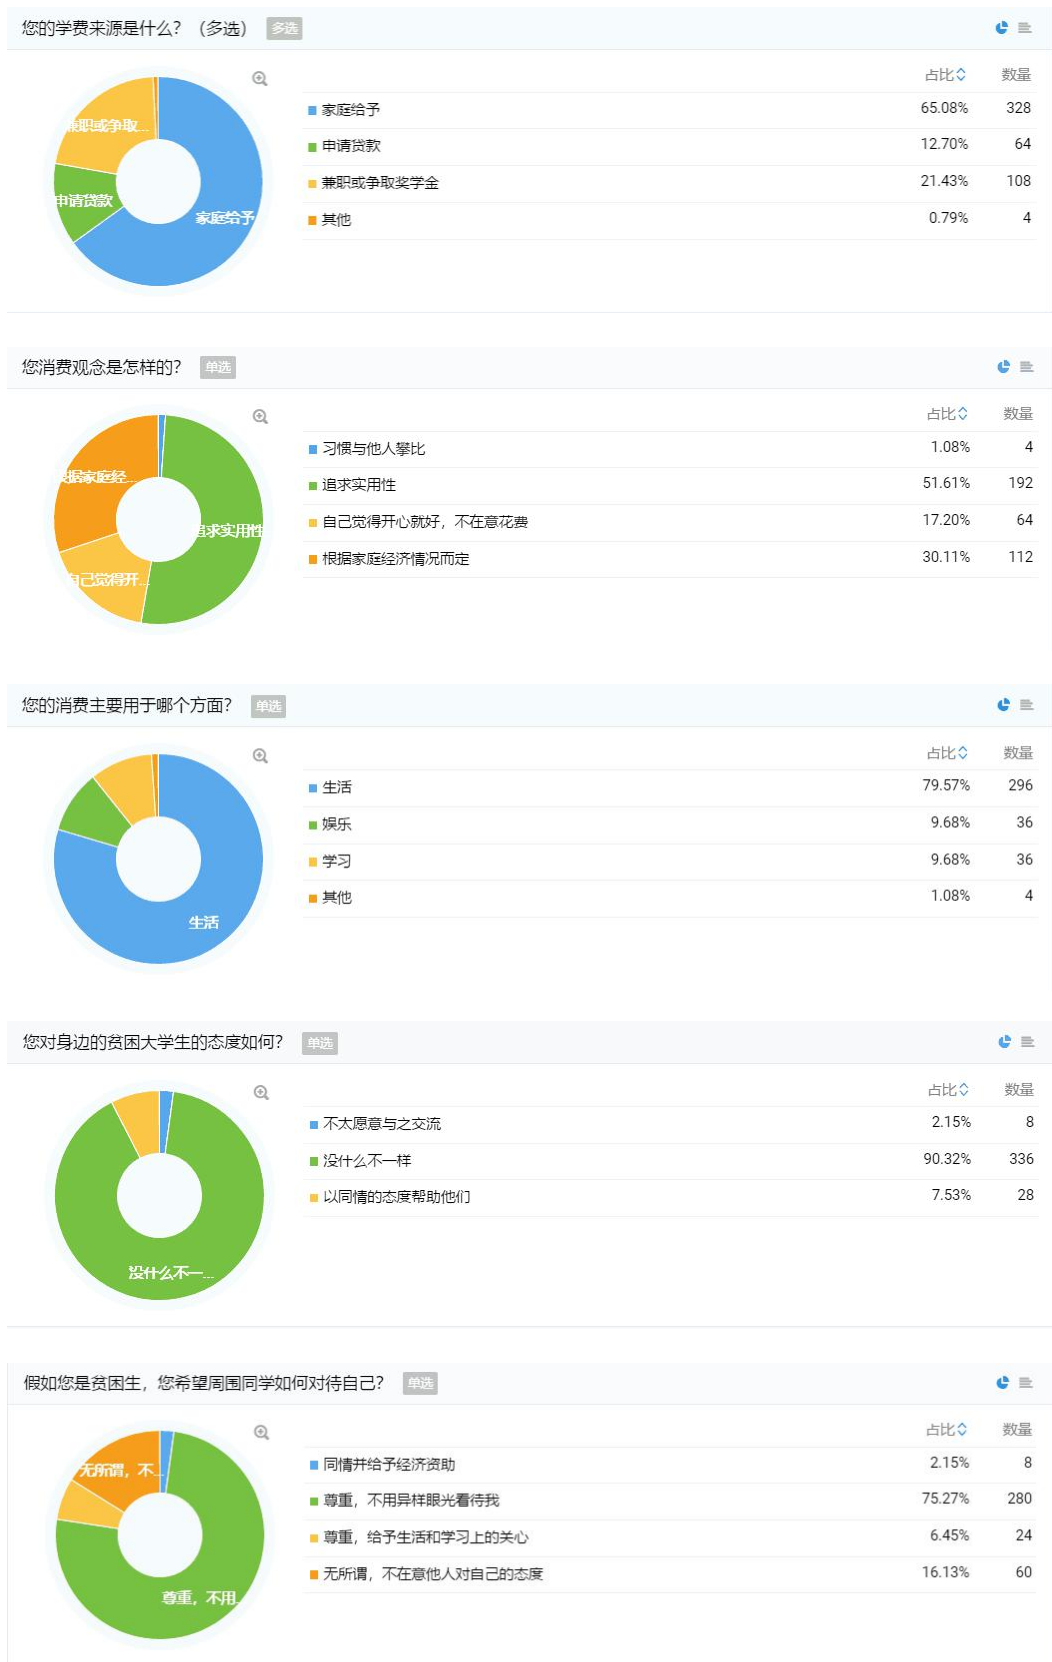 您的学费来源是什么？（多选） 多选
占比 数量
家庭给予 65.08% 328
申请贷款 12.70% 64
兼职或争取奖学金 21.43% 108
其他 0.79% 4
兼职或争取...
申请贷款
家庭给予
您消费观念是怎样的？ 单选
占比 数量
习惯与他人攀比 1.08% 4
追求实用性 51.61% 192
自己觉得开心就好，不在意花费 17.20% 64
根据家庭经济情况而定 30.11% 112
根据家庭经...
追求实用性
自己觉得开...
您的消费主要用于哪个方面？ 单选
占比 数量
生活 79.57% 296
娱乐 9.68% 36
学习 9.68% 36
其他 1.08% 4
生活
您对身边的贫困大学生的态度如何？ 单选
占比 数量
不太愿意与之交流 2.15% 8
没什么不一样 90.32% 336
以同情的态度帮助他们 7.53% 28
没什么不一...
假如您是贫困生，您希望周围同学如何对待自己？ 单选
占比 数量
同情并给予经济资助 2.15% 8
尊重，不用异样眼光看待我 75.27% 280
尊重，给予生活和学习上的关心 6.45% 24
无所谓，不在意他人对自己的态度 16.13% 60
无所谓，不...
尊重，不用...